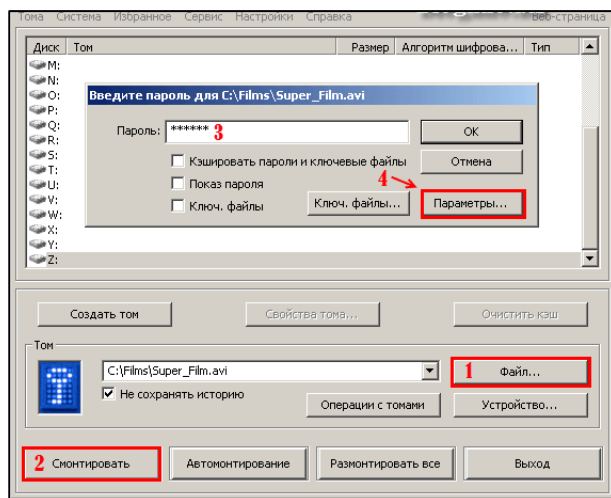 Тома Система Избранное Сервис Настройки Справка Веб-страница
Диск Том Размер Алгоритм шифрова... Тип
M:
N:
O:
P:
Q:
R:
S:
T:
U:
V:
W:
X:
Y:
Z:
Введите пароль для C:\Films\Super_Film.avi
Пароль: ****** 3 OK
Кэшировать пароли и ключевые файлы Отмена
Показ пароля 4
Ключ. файлы Ключ. файлы... Параметры...
Создать том Свойства тома... Очистить кэш
Том
C:\Films\Super_Film.avi 1 Файл...
Не сохранять историю
Операции с томами Устройство...
2 Смонтировать Автомонтирование Размонтировать все Выход